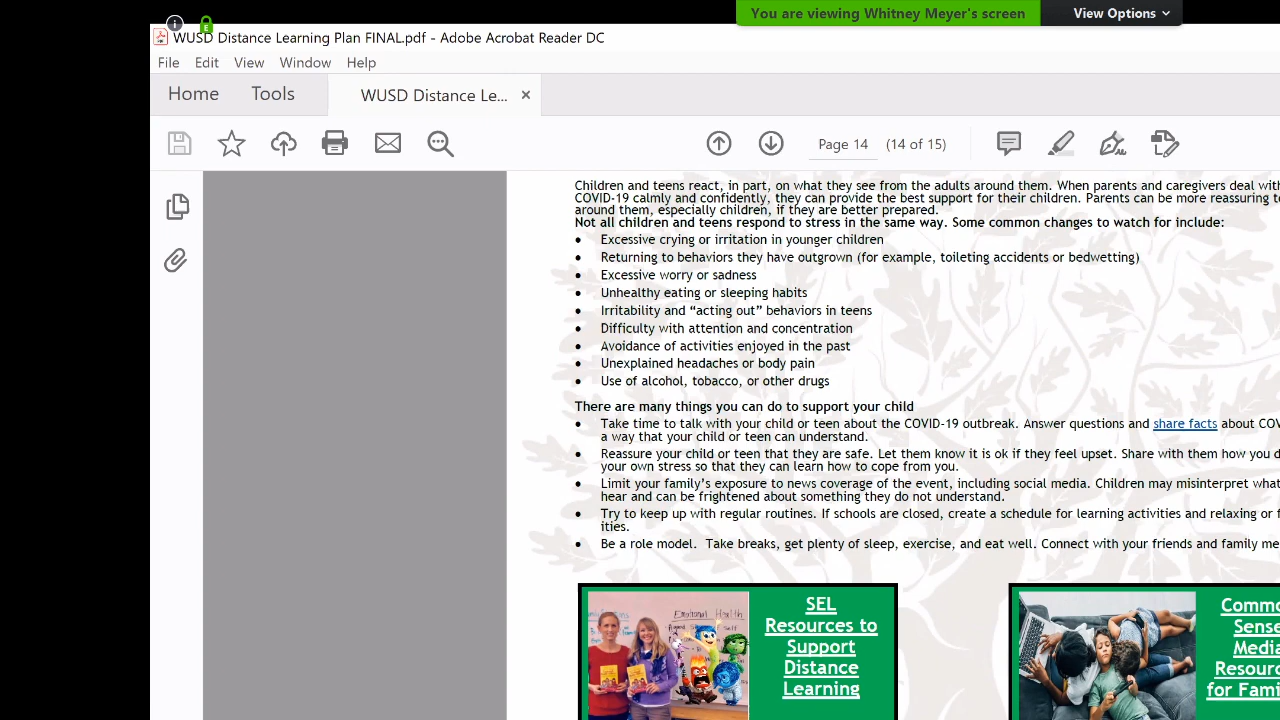 You are viewing Whitney Meyer's screen View Options
WUSD Distance Learning Plan FINAL.pdf - Adobe Acrobat Reader DC
File Edit View Window Help
Home Tools WUSD Distance Le... ×
Page 14 (14 of 15)
Children and teens react, in part, on what they see from the adults around them. When parents and caregivers deal with
COVID-19 calmly and confidently, they can provide the best support for their children. Parents can be more reassuring to
around them, especially children, if they are better prepared.
Not all children and teens respond to stress in the same way. Some common changes to watch for include:
• Excessive crying or irritation in younger children
• Returning to behaviors they have outgrown (for example, toileting accidents or bedwetting)
• Excessive worry or sadness
• Unhealthy eating or sleeping habits
• Irritability and “acting out” behaviors in teens
• Difficulty with attention and concentration
• Avoidance of activities enjoyed in the past
• Unexplained headaches or body pain
• Use of alcohol, tobacco, or other drugs
There are many things you can do to support your child
• Take time to talk with your child or teen about the COVID-19 outbreak. Answer questions and share facts about COV
a way that your child or teen can understand.
• Reassure your child or teen that they are safe. Let them know it is ok if they feel upset. Share with them how you d
your own stress so that they can learn how to cope from you.
• Limit your family’s exposure to news coverage of the event, including social media. Children may misinterpret what
hear and can be frightened about something they do not understand.
• Try to keep up with regular routines. If schools are closed, create a schedule for learning activities and relaxing or f
ities.
• Be a role model.  Take breaks, get plenty of sleep, exercise, and eat well. Connect with your friends and family me
Emotional Health
SEL
Resources to
Support
Distance
Learning
Commo
Sense
Media
Resourc
for Fami